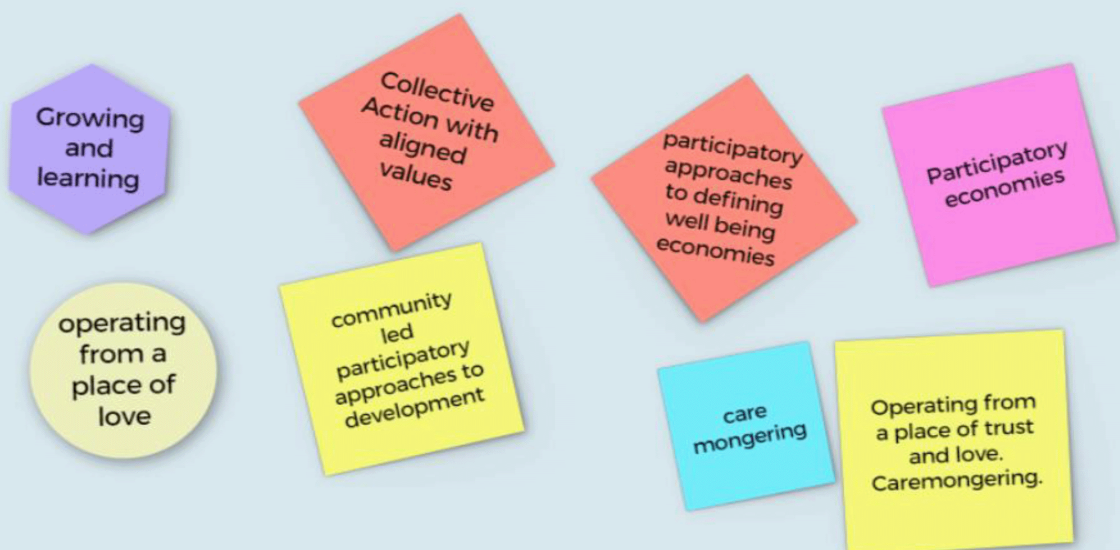 Growing
and
learning
Collective
Action with
aligned
values
participatory
approaches
to defining
well being
economies
Participatory
economies
operating
from a
place of
love
community
led
participatory
approaches to
development
care
mongering
Operating from
a place of trust
and love.
Caremongering.